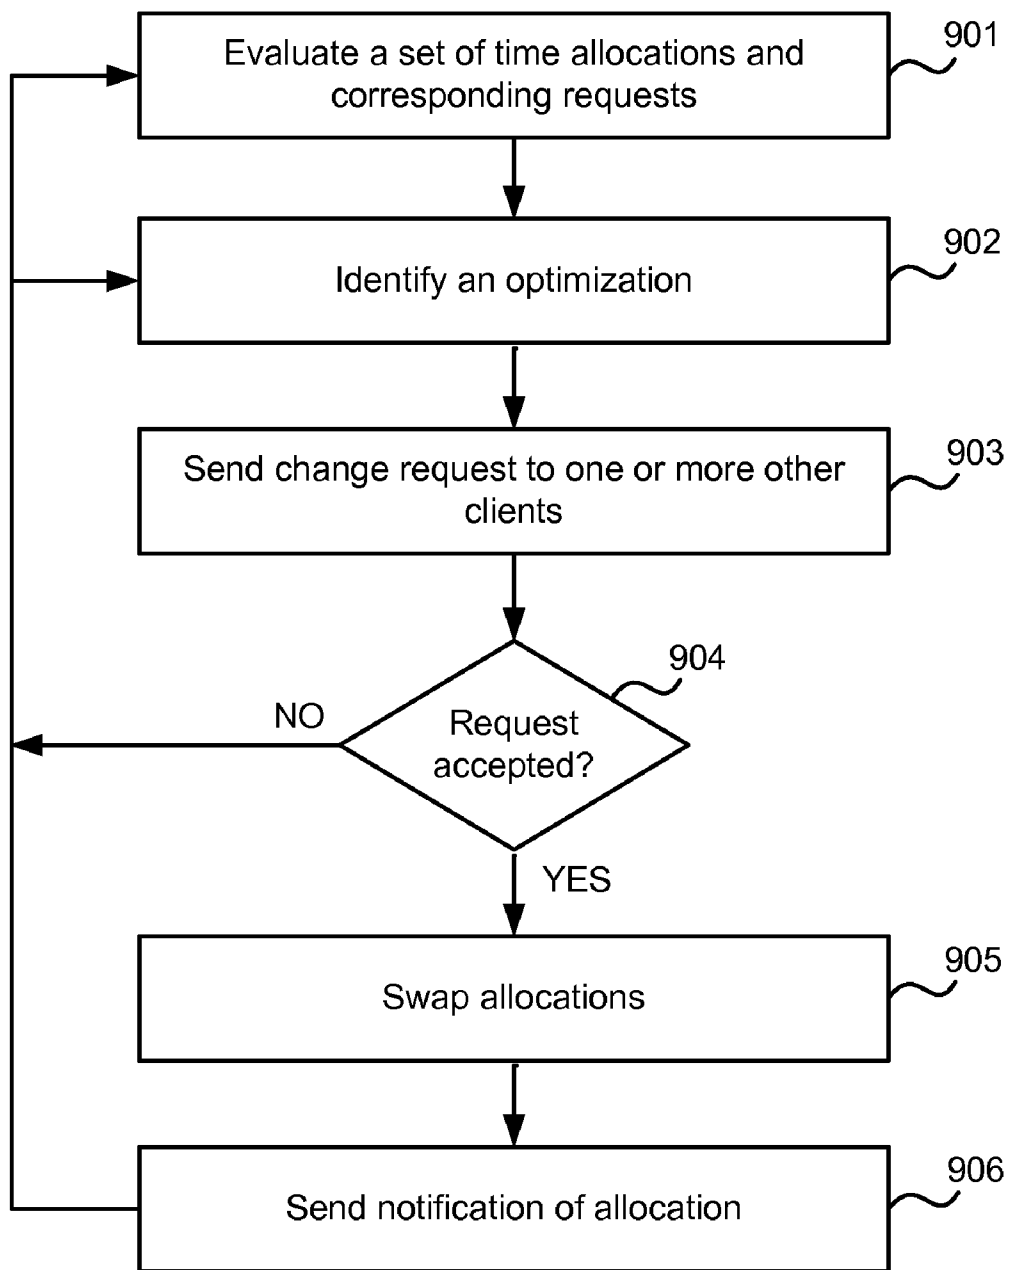 Evaluate a set of time allocations and
corresponding requests
901
Identify an optimization
902
Send change request to one or more other
clients
903
904
NO
Request
accepted?
YES
Swap allocations
905
Send notification of allocation
906